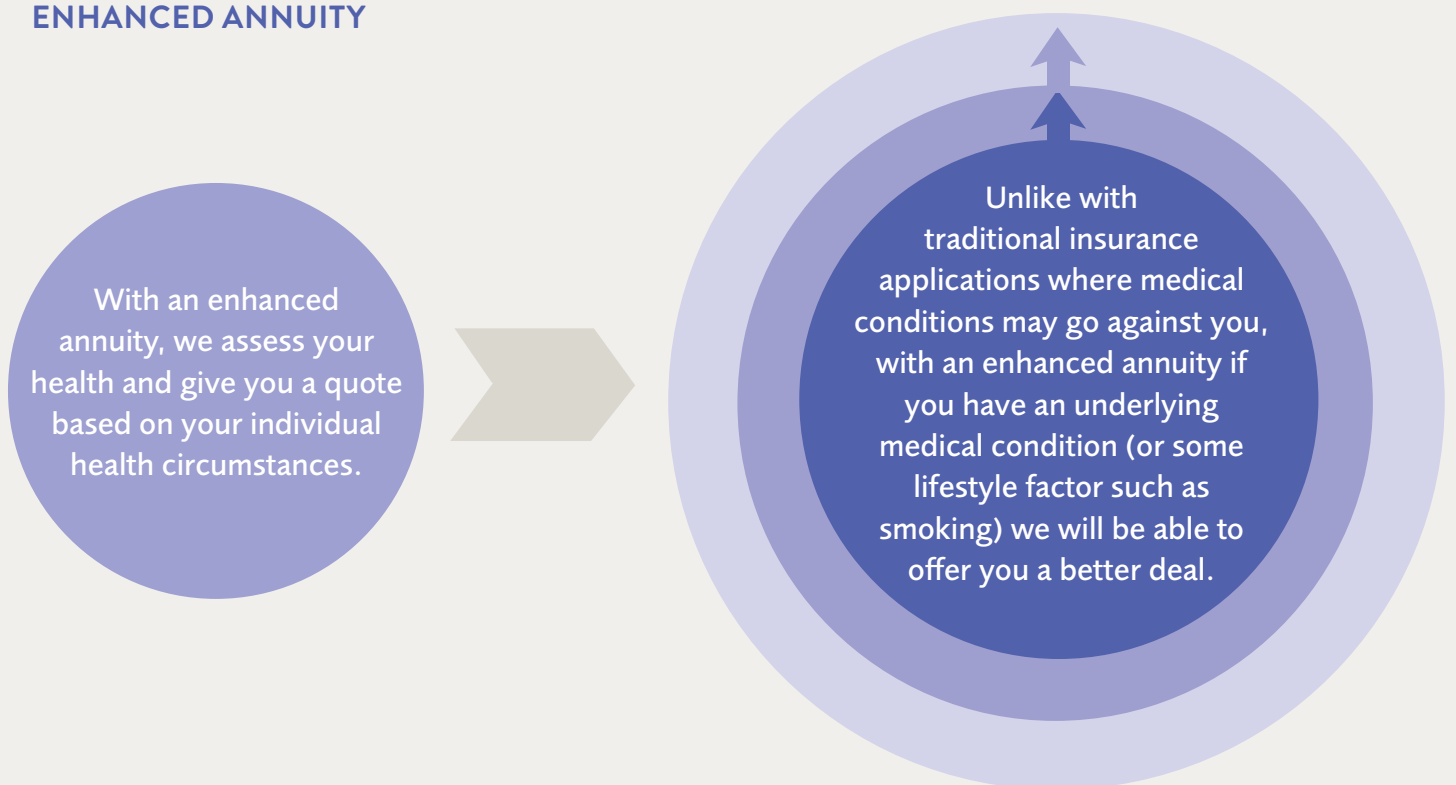 ENHANCED ANNUITY
With an enhanced
annuity, we assess your
health and give you a quote
based on your individual
health circumstances.
Unlike with
traditional insurance
applications where medical
conditions may go against you,
with an enhanced annuity if
you have an underlying
medical condition (or some
lifestyle factor such as
smoking) we will be able to
offer you a better deal.